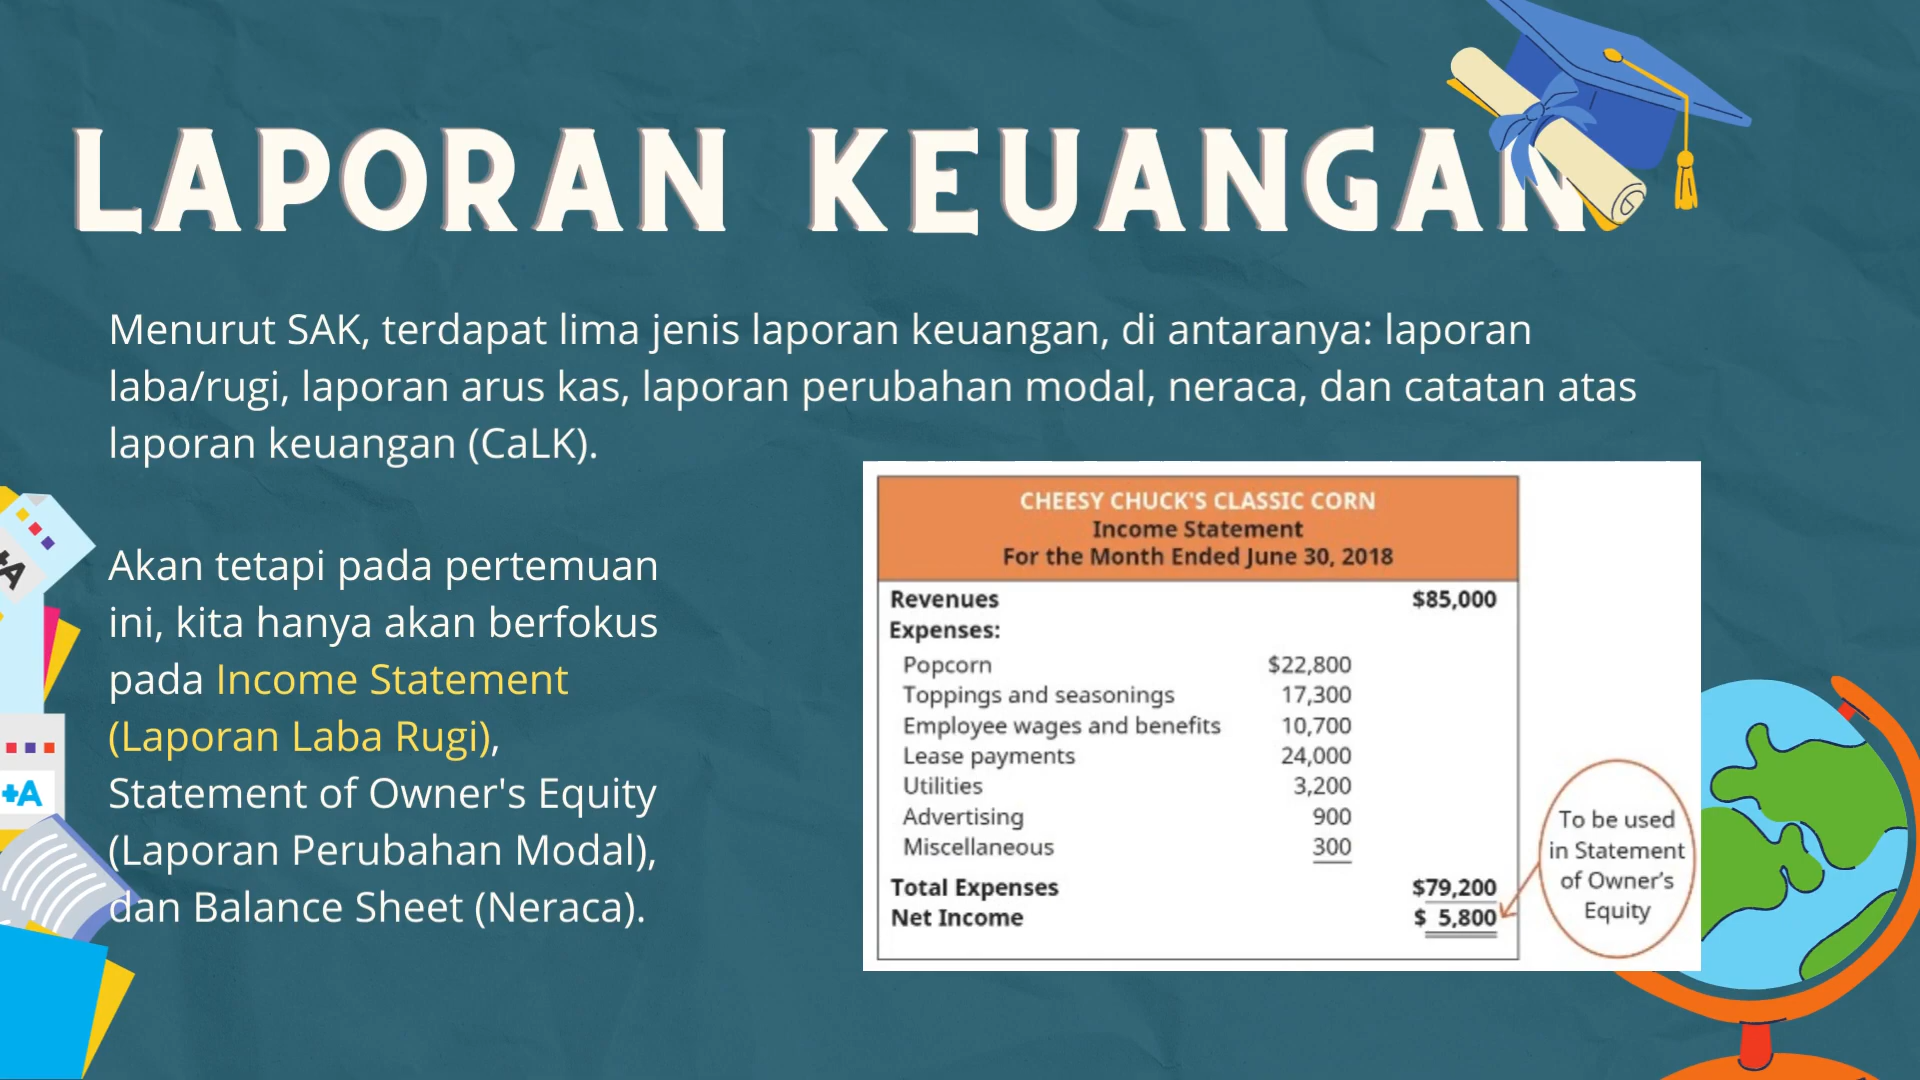 LAPORAN KEUANGAN
Menurut SAK, terdapat lima jenis laporan keuangan, di antaranya: laporan
laba/rugi, laporan arus kas, laporan perubahan modal, neraca, dan catatan atas
laporan keuangan (CaLK).
Akan tetapi pada pertemuan
ini, kita hanya akan berfokus
pada Income Statement
(Laporan Laba Rugi),
Statement of Owner's Equity
(Laporan Perubahan Modal),
dan Balance Sheet (Neraca).
CHEESY CHUCK'S CLASSIC CORN
Income Statement
For the Month Ended June 30, 2018
Revenues $85,000
Expenses:
Popcorn $22,800
Toppings and seasonings 17,300
Employee wages and benefits 10,700
Lease payments 24,000
Utilities 3,200
Advertising 900
Miscellaneous 300
Total Expenses $79,200
Net Income $ 5,800
To be used
in Statement
of Owner's
Equity
+A
+A